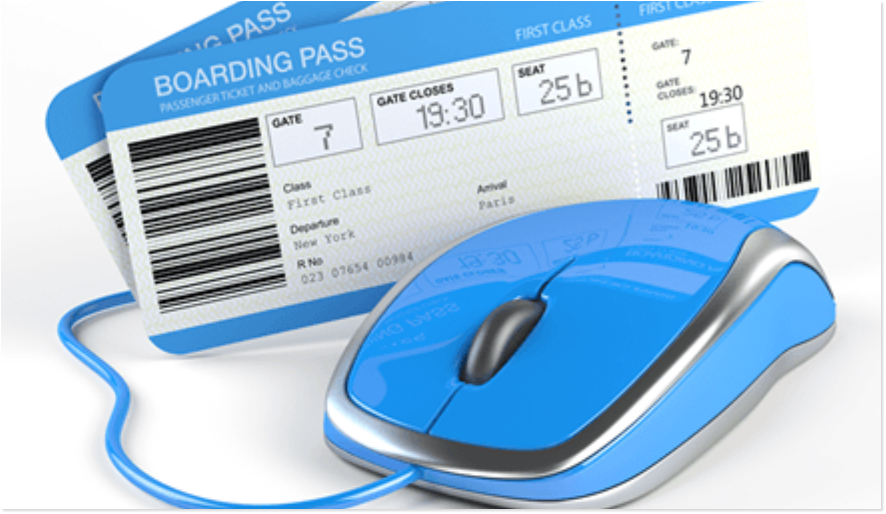 NG PASS
BOARDING PASS
PASSENGER TICKET AND BAGGAGE CHECK
FIRST CLASS
GATE
7
GATE CLOSES
19:30
SEAT
25b
Class
First Class
Departure
New York
Arrival
Paris
R No
023 07654 00984
FIRST CLASS
GATE:
7
GATE
CLOSES: 19:30
SEAT
25b